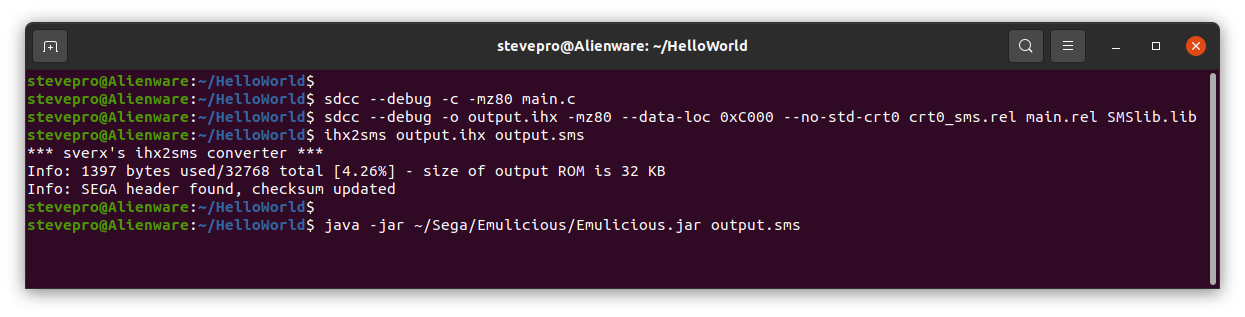 stevepro@Alienware: ~/HelloWorld
stevepro@Alienware:~/HelloWorld$
stevepro@Alienware:~/HelloWorld$ sdcc --debug -c -mz80 main.c
stevepro@Alienware:~/HelloWorld$ sdcc --debug -o output.ihx -mz80 --data-loc 0xC000 --no-std-crt0 crt0_sms.rel main.rel SMSlib.lib
stevepro@Alienware:~/HelloWorld$ ihx2sms output.ihx output.sms
*** sverx's ihx2sms converter ***
Info: 1397 bytes used/32768 total [4.26%] - size of output ROM is 32 KB
Info: SEGA header found, checksum updated
stevepro@Alienware:~/HelloWorld$
stevepro@Alienware:~/HelloWorld$ java -jar ~/Sega/Emulicious/Emulicious.jar output.sms